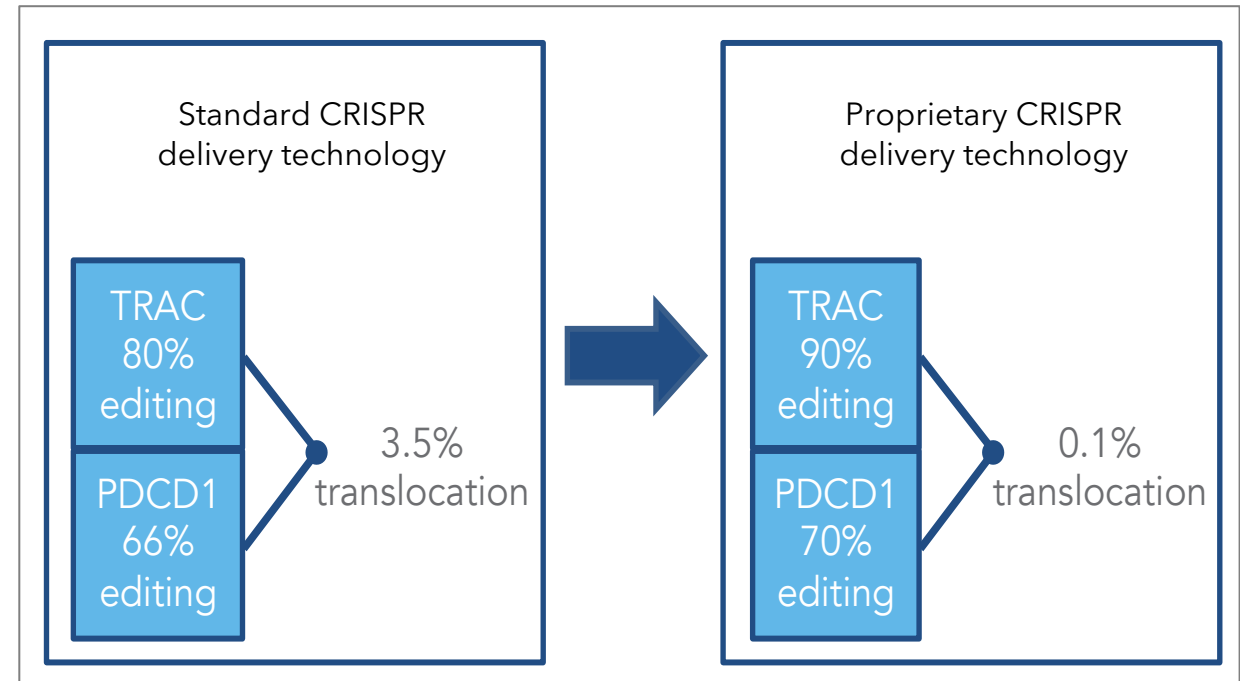 Standard CRISPR
delivery technology
TRAC
80%
editing
PDCD1
66%
editing
3.5%
translocation
Proprietary CRISPR
delivery technology
TRAC
90%
editing
PDCD1
70%
editing
0.1%
translocation